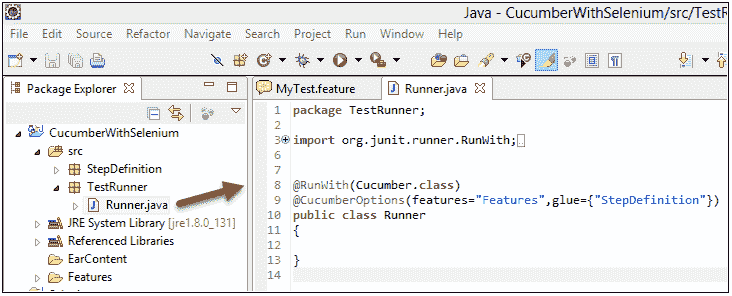 Java - CucumberWithSelenium/src/TestR
File Edit Source Refactor Navigate Search Project Run Window Help
Package Explorer
CucumberWithSelenium
src
StepDefinition
TestRunner
Runner.java
JRE System Library [jre1.8.0_131]
Referenced Libraries
EarContent
Features
MyTest.feature Runner.java
1 package TestRunner;
2
3 import org.junit.runner.RunWith;
7
8 @RunWith(Cucumber.class)
9 @CucumberOptions(features="Features",glue={"StepDefinition"})
10 public class Runner
11 {
12
13 }
14